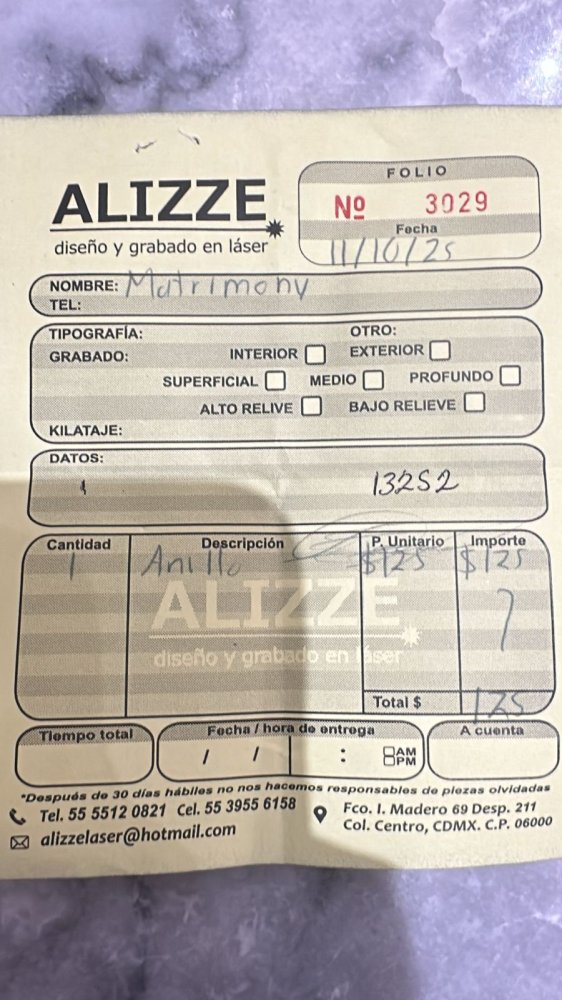 ALIZZE
diseño y grabado en láser
FOLIO
Nº 3029
Fecha
11/10/25
NOMBRE: Matrimony
TEL:
TIPOGRAFÍA: OTRO:
GRABADO: INTERIOR EXTERIOR
SUPERFICIAL MEDIO PROFUNDO
ALTO RELIVE BAJO RELIEVE
KILATAJE:
DATOS:
13252
Cantidad Descripción P. Unitario Importe
1 Anillo $125 $125
ALIZZE
diseño y grabado en láser
Total $ 125
Tiempo total Fecha / hora de entrega A cuenta
/ / : AM
PM
*Después de 30 días hábiles no nos hacemos responsables de piezas olvidadas
Tel. 55 5512 0821 Cel. 55 3955 6158
alizzelaser@hotmail.com
Fco. I. Madero 69 Desp. 211
Col. Centro, CDMX. C.P. 06000